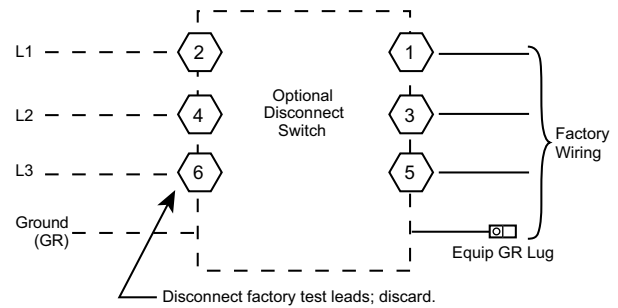 L1
2
1
L2
4
Optional
Disconnect
Switch
3
L3
6
5
Factory
Wiring
Ground
(GR)
Equip GR Lug
Disconnect factory test leads; discard.